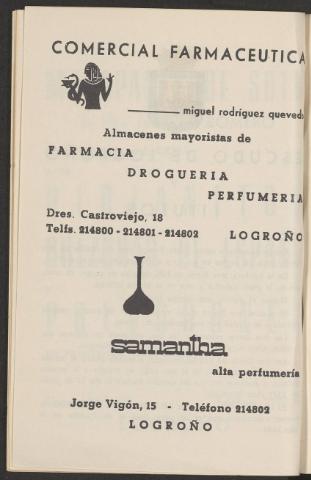 COMERCIAL FARMACEUTICA
miguel rodríguez quevedo
Almacenes mayoristas de
FARMACIA
DROGUERIA
PERFUMERIA
Dres. Castroviejo, 18
Telfs. 214800 - 214801 - 214802 LOGROÑO
samantha
alta perfumería
Jorge Vigón, 15 - Teléfono 214802
LOGROÑO